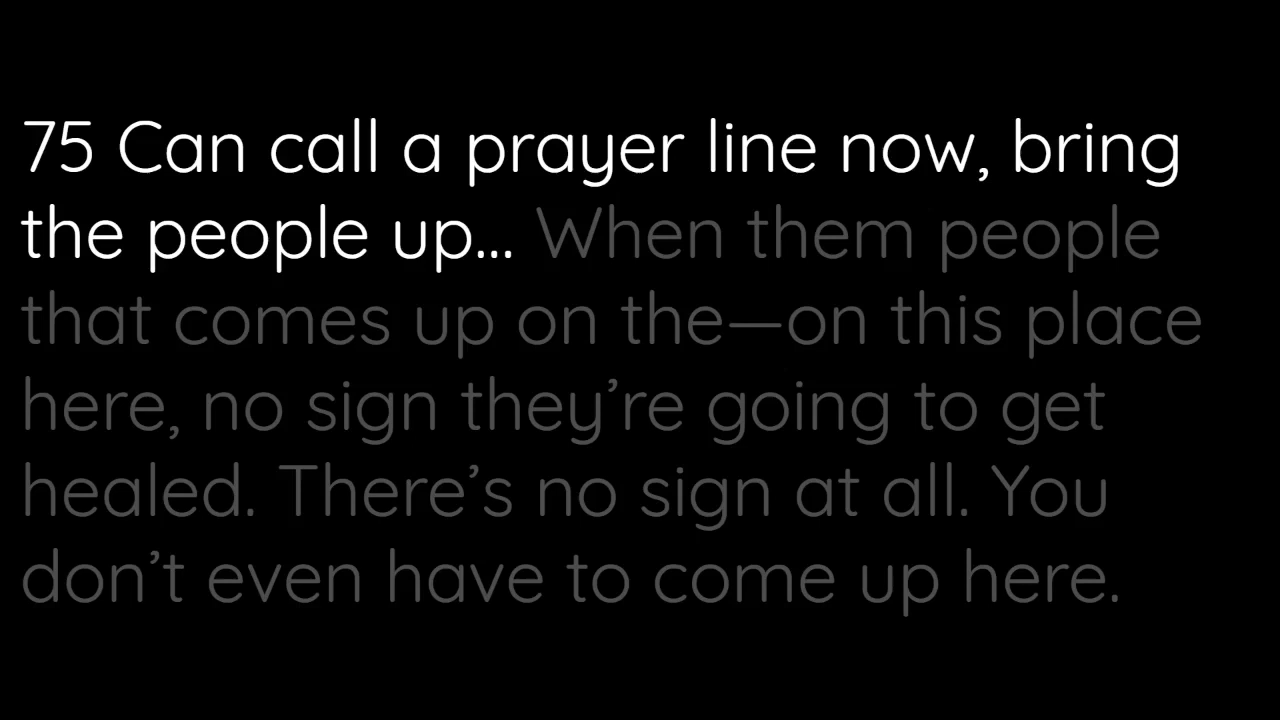 75 Can call a prayer line now, bring
the people up... When them people
that comes up on the—on this place
here, no sign they’re going to get
healed. There’s no sign at all. You
don’t even have to come up here.